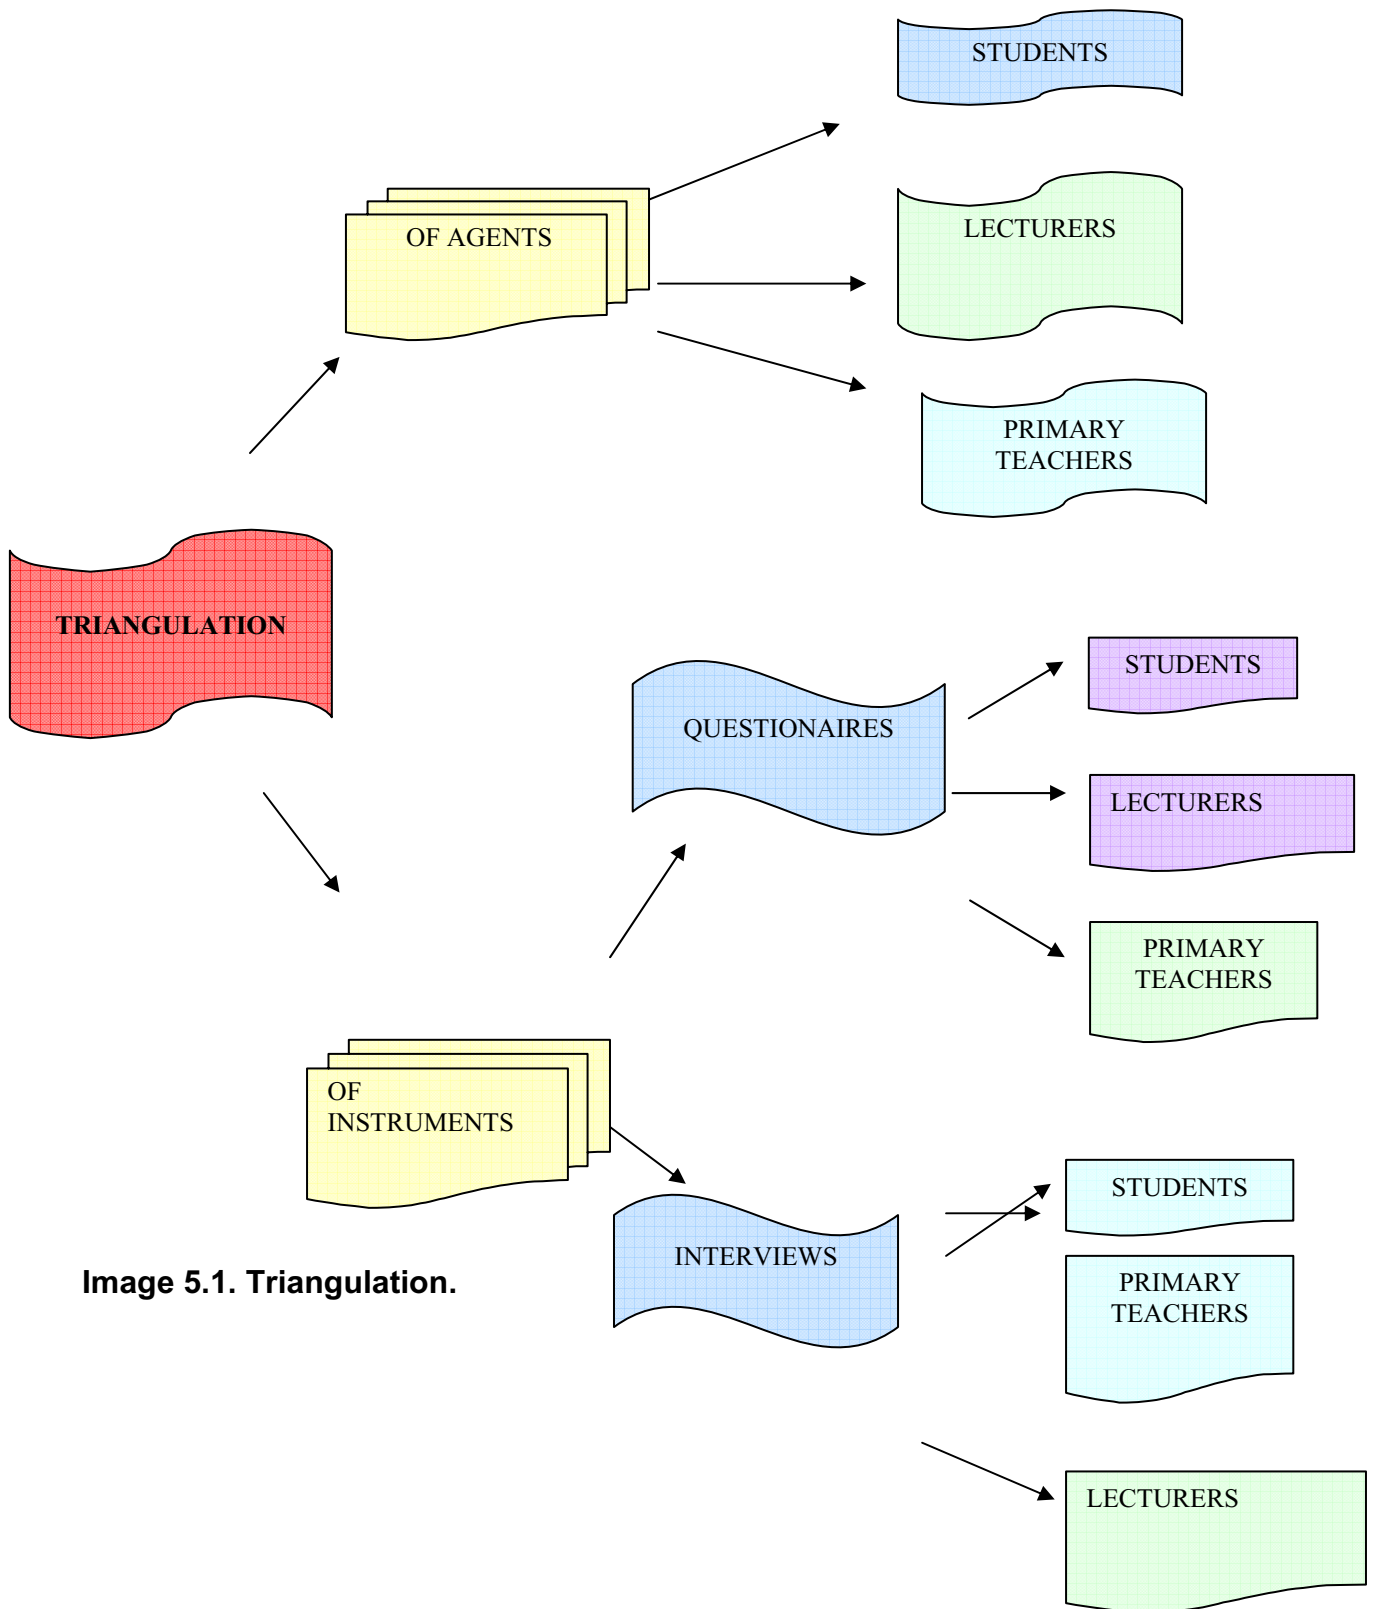 STUDENTS
OF AGENTS
LECTURERS
PRIMARY
TEACHERS
TRIANGULATION
QUESTIONAIRES
STUDENTS
LECTURERS
PRIMARY
TEACHERS
OF
INSTRUMENTS
INTERVIEWS
STUDENTS
PRIMARY
TEACHERS
LECTURERS
Image 5.1. Triangulation.